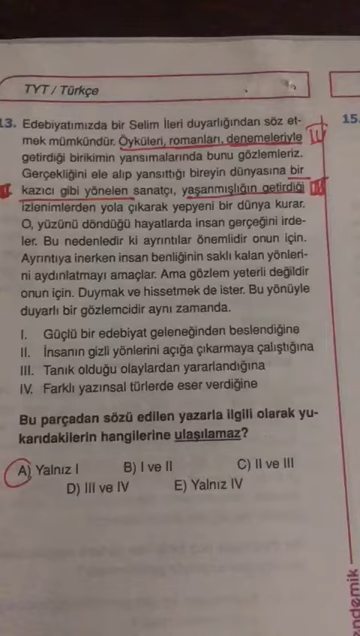 TYT / Türkçe
13. Edebiyatımızda bir Selim İleri duyarlığından söz et-
mek mümkündür. Öyküleri, romanları, denemeleriyle IV
getirdiği birikimin yansımalarında bunu gözlemleriz.
Gerçekliğini ele alıp yansıttığı bireyin dünyasına bir
II kazıcı gibi yönelen sanatçı, yaşanmışlığın getirdiği III
izlenimlerden yola çıkarak yepyeni bir dünya kurar.
O, yüzünü döndüğü hayatlarda insan gerçeğini irde-
ler. Bu nedenledir ki ayrıntılar önemlidir onun için.
Ayrıntıya inerken insan benliğinin saklı kalan yönleri-
ni aydınlatmayı amaçlar. Ama gözlem yeterli değildir
onun için. Duymak ve hissetmek de ister. Bu yönüyle
duyarlı bir gözlemcidir aynı zamanda.
I. Güçlü bir edebiyat geleneğinden beslendiğine
II. İnsanın gizli yönlerini açığa çıkarmaya çalıştığına
III. Tanık olduğu olaylardan yararlandığına
IV. Farklı yazınsal türlerde eser verdiğine
Bu parçadan sözü edilen yazarla ilgili olarak yu-
karıdakilerin hangilerine ulaşılamaz?
A) Yalnız I B) I ve II C) II ve III
D) III ve IV E) Yalnız IV
15.